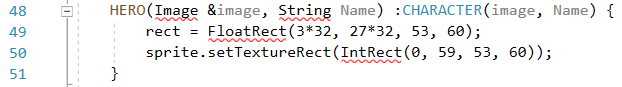 48 HERO(Image &image, String Name) :CHARACTER(image, Name) {
49 rect = FloatRect(3*32, 27*32, 53, 60);
50 sprite.setTextureRect(IntRect(0, 59, 53, 60));
51 }